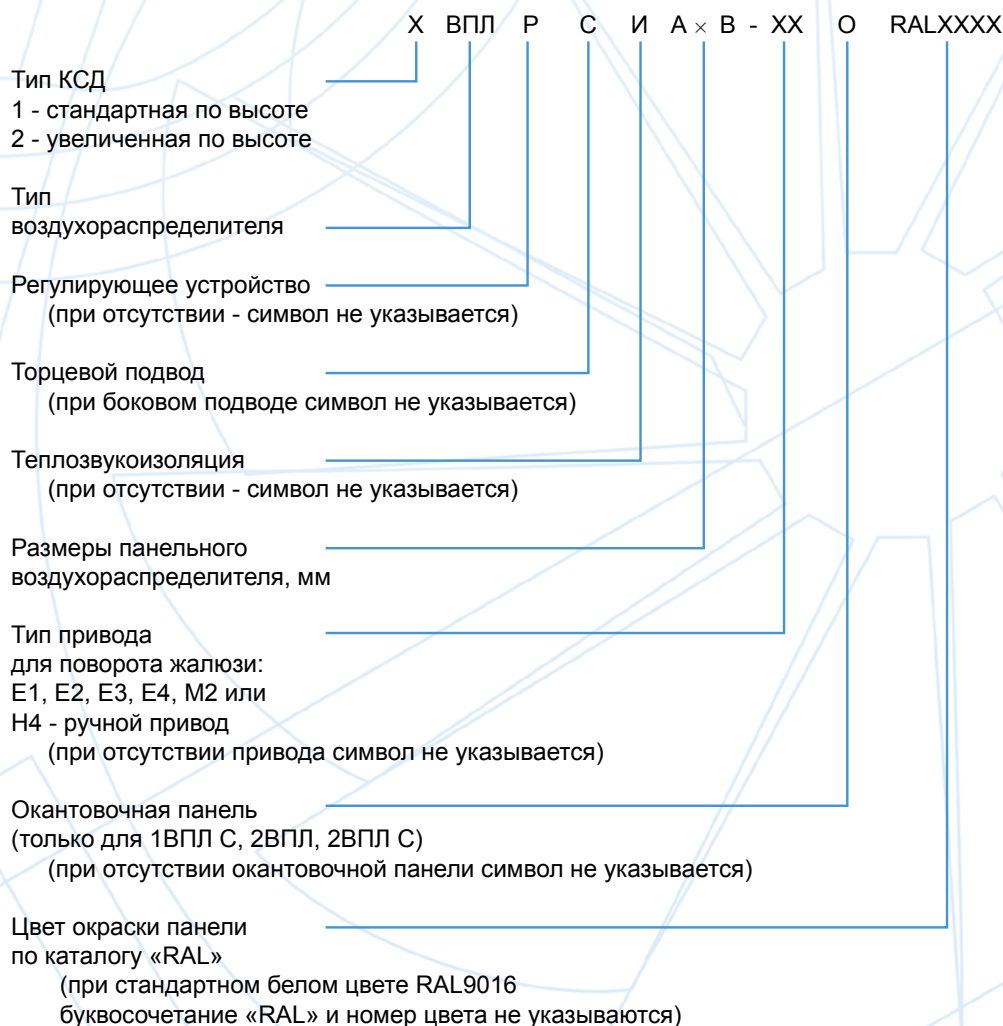 Х ВПЛ Р С И А × В - ХХ О RALXXXX
Тип КСД
1 - стандартная по высоте
2 - увеличенная по высоте
Тип
воздухораспределителя
Регулирующее устройство
(при отсутствии - символ не указывается)
Торцевой подвод
(при боковом подводе символ не указывается)
Теплозвукоизоляция
(при отсутствии - символ не указывается)
Размеры панельного
воздухораспределителя, мм
Тип привода
для поворота жалюзи:
Е1, Е2, Е3, Е4, М2 или
Н4 - ручной привод
(при отсутствии привода символ не указывается)
Окантовочная панель
(только для 1ВПЛ С, 2ВПЛ, 2ВПЛ С)
(при отсутствии окантовочной панели символ не указывается)
Цвет окраски панели
по каталогу «RAL»
(при стандартном белом цвете RAL9016
буквосочетание «RAL» и номер цвета не указываются)